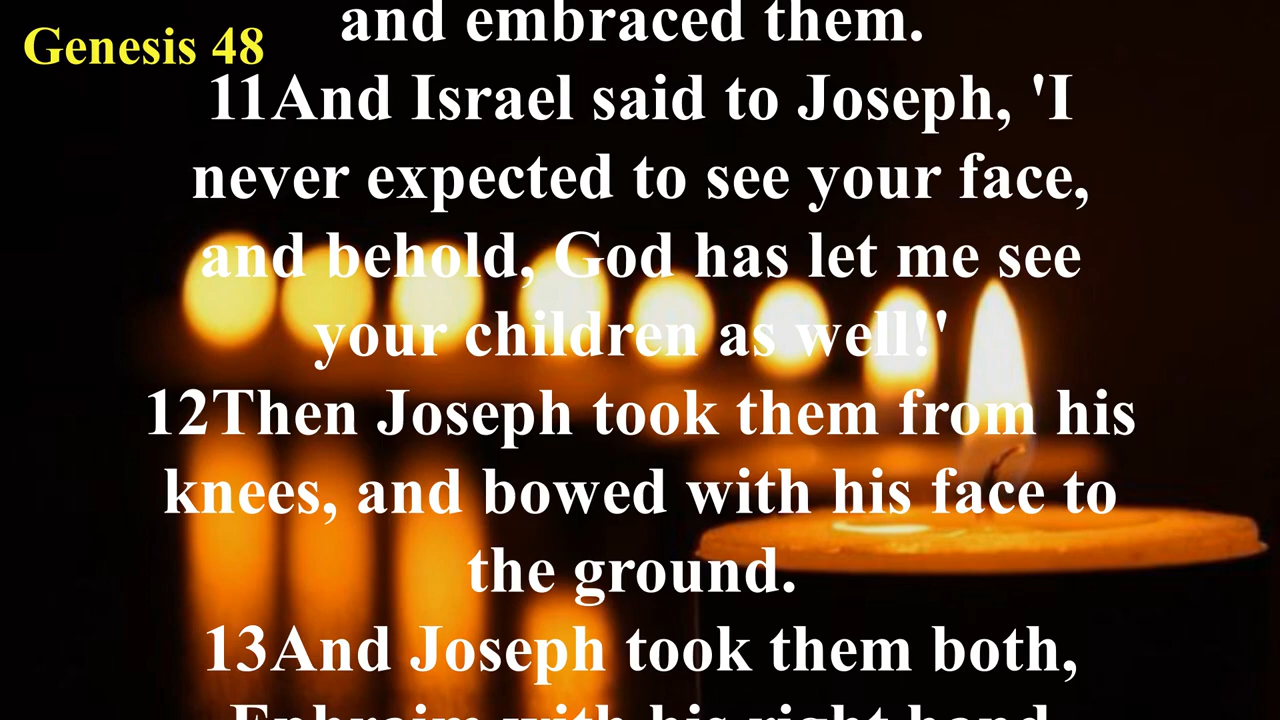 Genesis 48
and embraced them.
11And Israel said to Joseph, 'I
never expected to see your face,
and behold, God has let me see
your children as well!'
12Then Joseph took them from his
knees, and bowed with his face to
the ground.
13And Joseph took them both,
Ephraim with his right hand